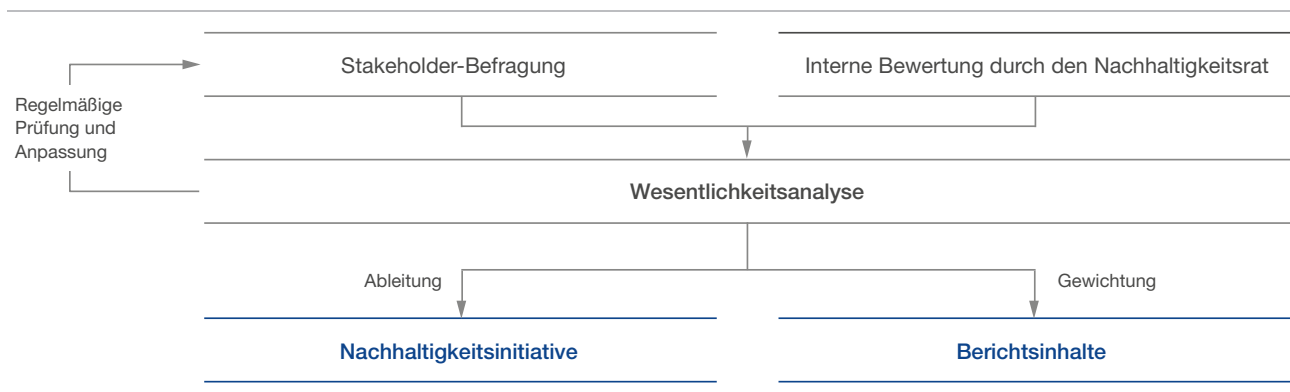 Stakeholder-Befragung
Interne Bewertung durch den Nachhaltigkeitsrat
Regelmäßige
Prüfung und
Anpassung
Wesentlichkeitsanalyse
Ableitung
Gewichtung
Nachhaltigkeitsinitiative
Berichtsinhalte